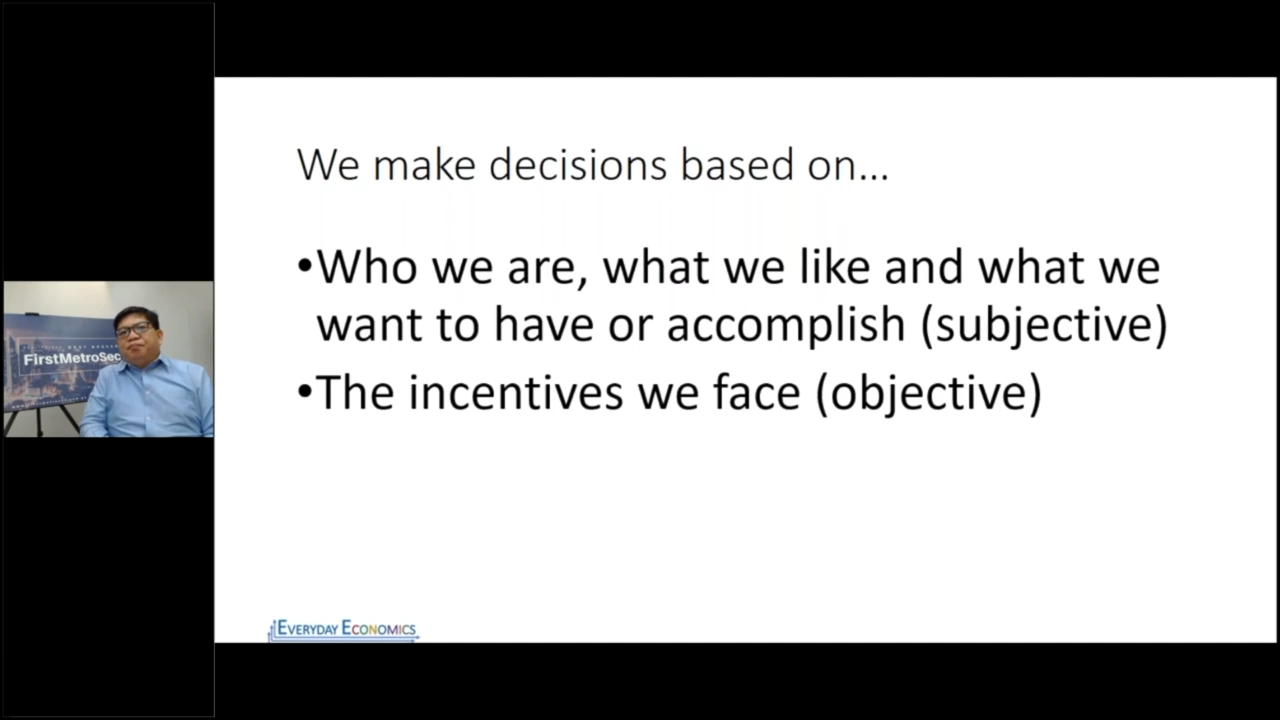 We make decisions based on...
•Who we are, what we like and what we
want to have or accomplish (subjective)
•The incentives we face (objective)
FirstMetroSec
EVERYDAY ECONOMICS